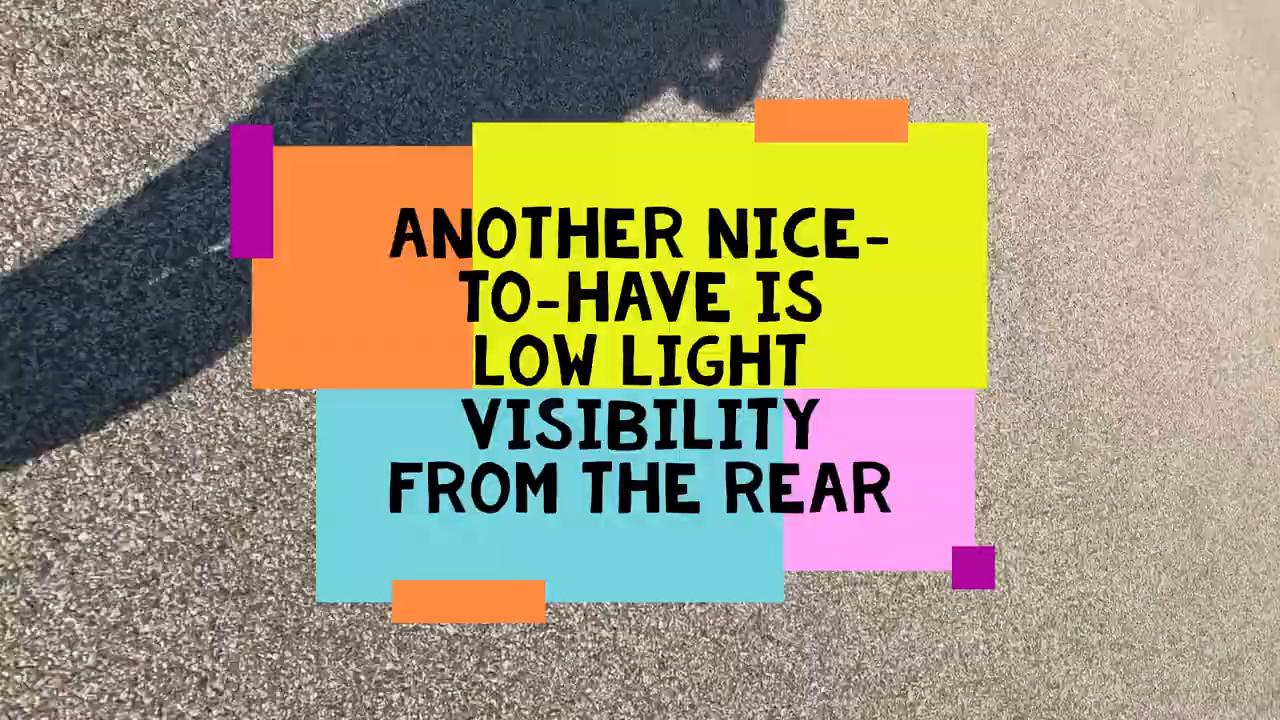 ANOTHER NICE-
TO-HAVE IS
LOW LIGHT
VISIBILITY
FROM THE REAR